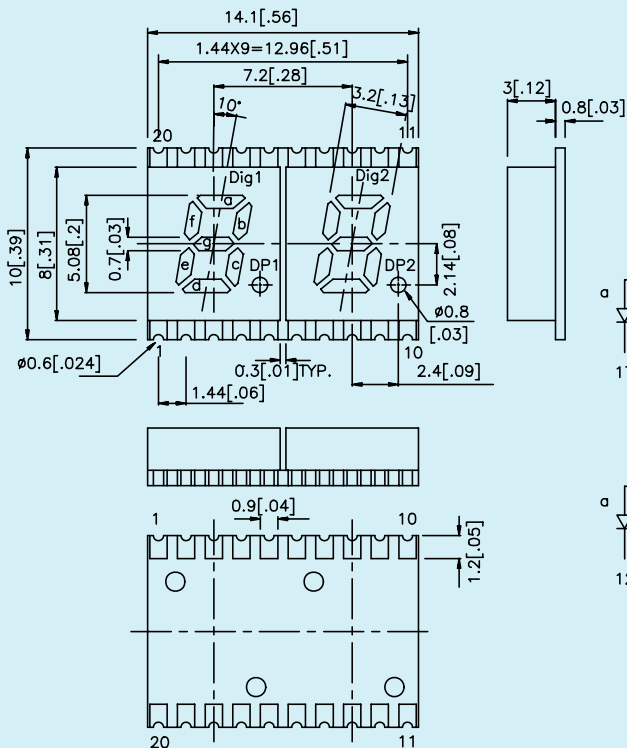 14.1[.56]
1.44X9=12.96[.51]
7.2[.28]
10°
3.2[.13]
3[.12]
0.8[.03]
20
11
Dig1
Dig2
a
f
b
g
e
c
d
DP1
DP2
10[.39]
8[.31]
5.08[.2]
0.7[.03]
2.14[.08]
ø0.8
[.03]
ø0.6[.024]
1
10
0.3[.01]TYP.
1.44[.06]
2.4[.09]
a
a
1
0.9[.04]
10
1.2[.05]
12
20
11